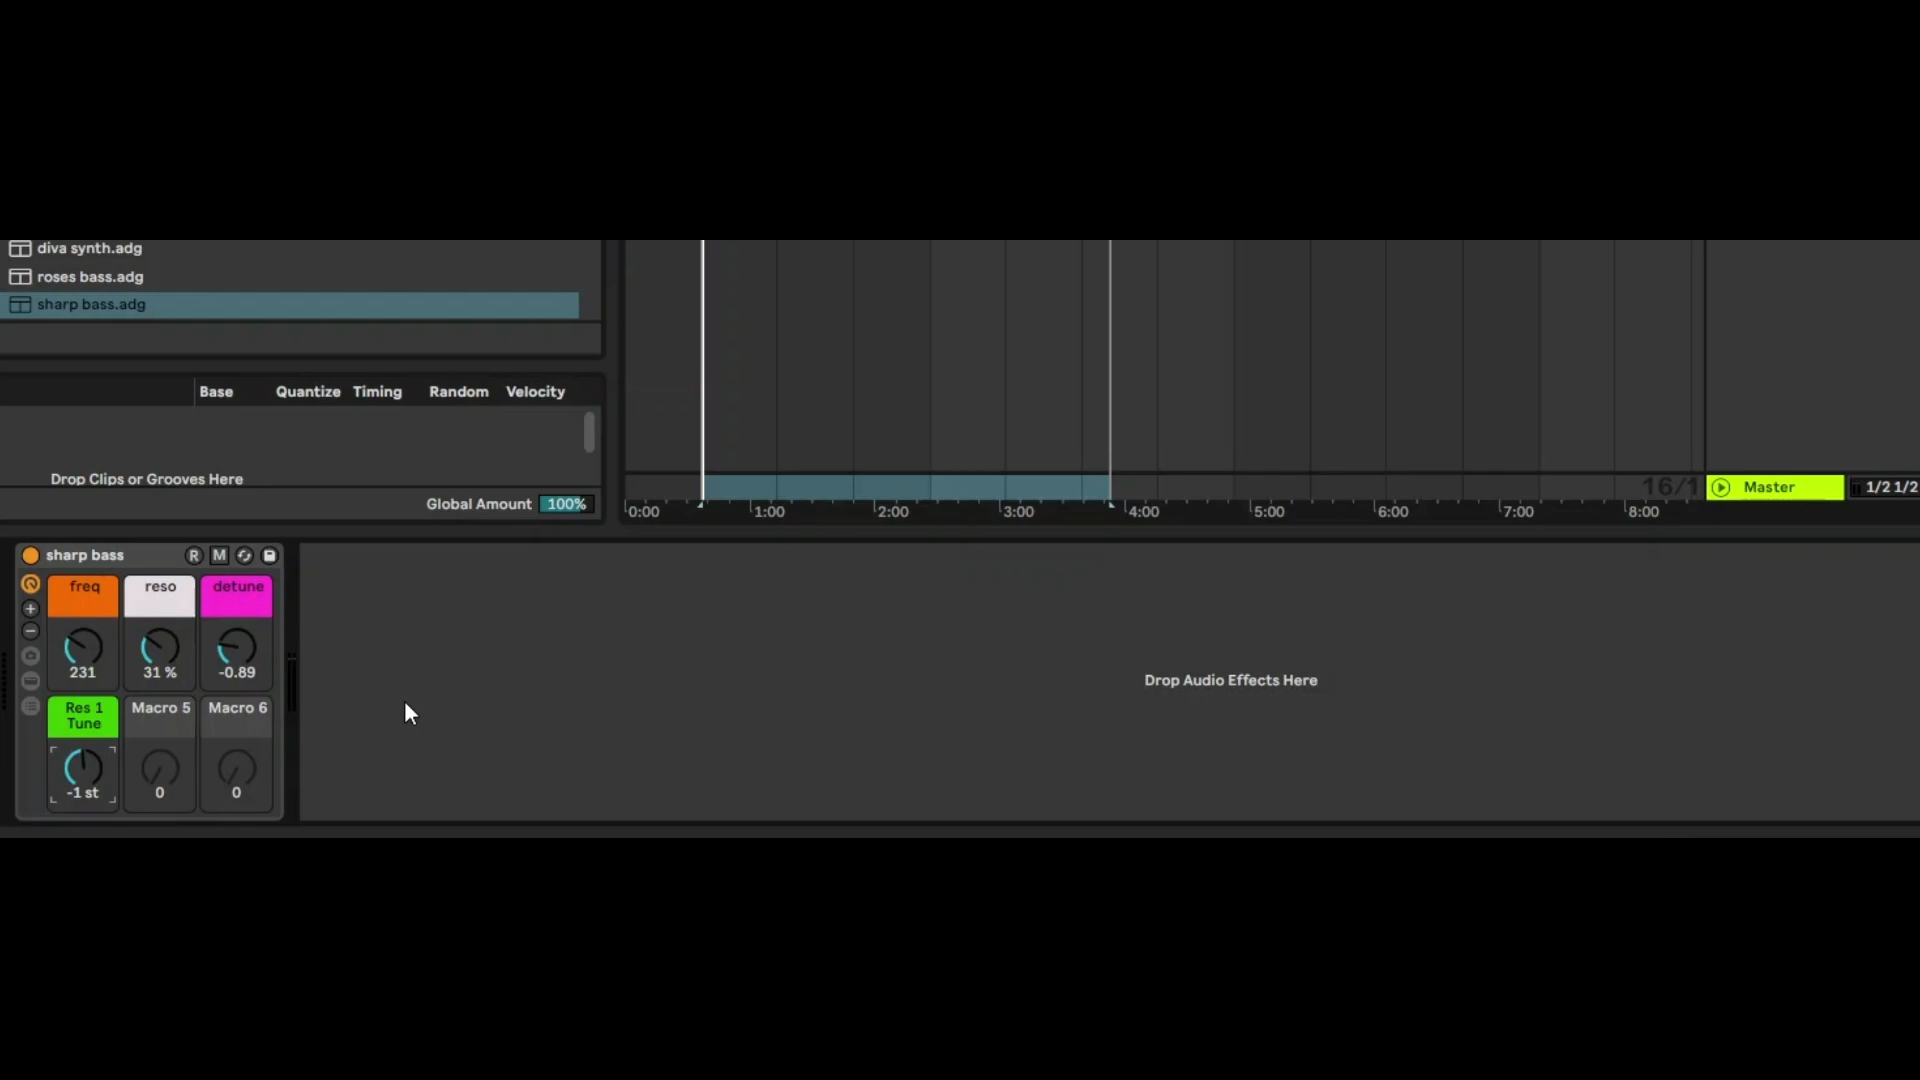 diva synth.adg
roses bass.adg
sharp bass.adg
Base Quantize Timing Random Velocity
Drop Clips or Grooves Here
Global Amount 100%
16/1
Master
1/2 1/2
0:00 1:00 2:00 3:00 4:00 5:00 6:00 7:00 8:00
sharp bass R M
freq reso detune
231 31 % -0.89
Res 1 Tune Macro 5 Macro 6
-1 st 0 0
Drop Audio Effects Here